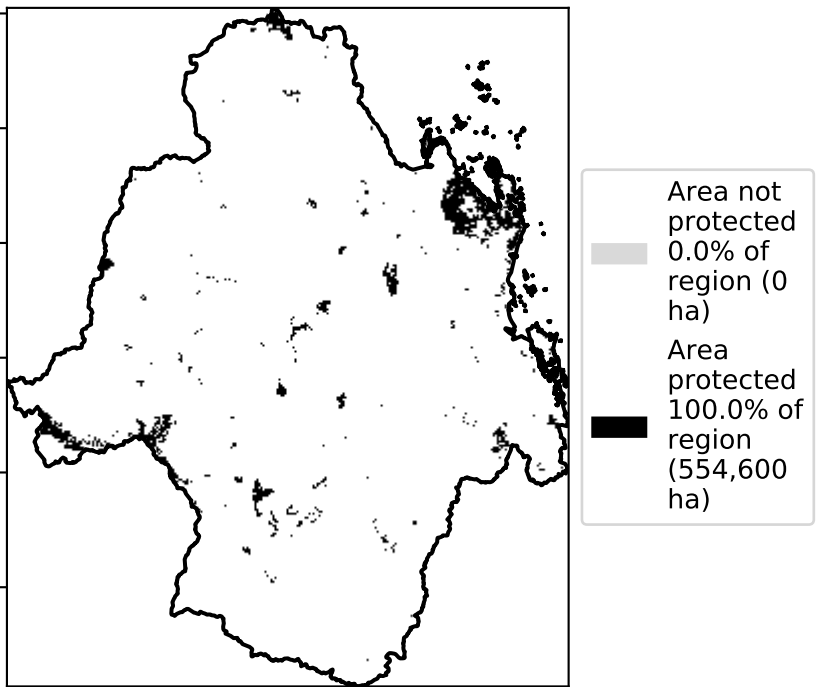 Area not
protected
0.0% of
region (0
ha)
Area
protected
100.0% of
region
(554,600
ha)